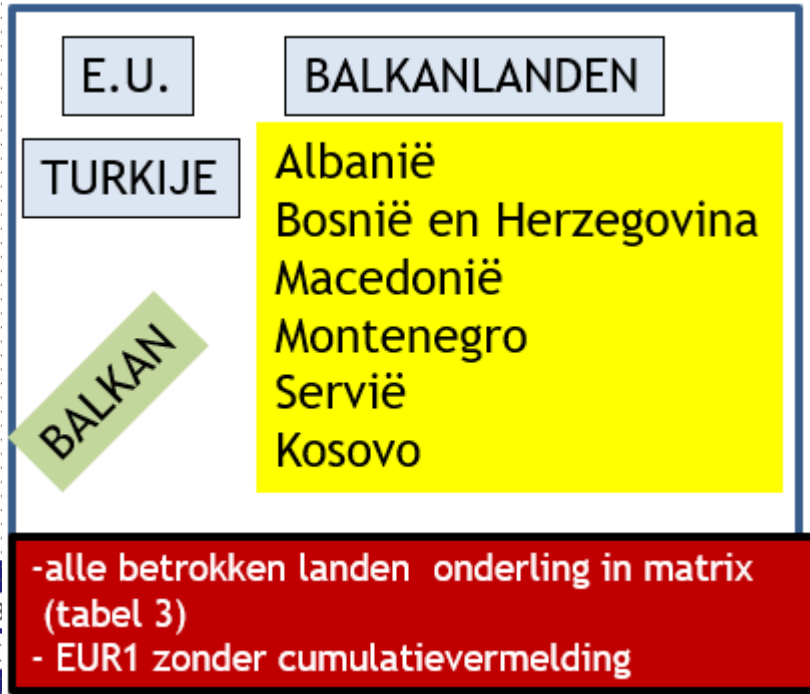 E.U.
BALKANLANDEN
TURKIJE
Albanië
Bosnië en Herzegovina
Macedonië
Montenegro
Servië
Kosovo
BALKAN
-alle betrokken landen onderling in matrix
(tabel 3)
- EUR1 zonder cumulatievermelding